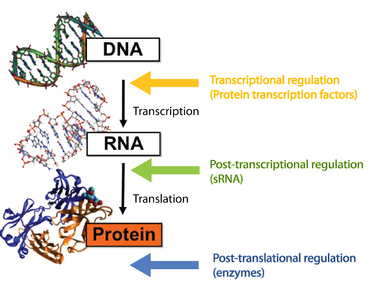 DNA
Transcriptional regulation
(Protein transcription factors)
Transcription
RNA
Post-transcriptional regulation
(sRNA)
Translation
Protein
Post-translational regulation
(enzymes)